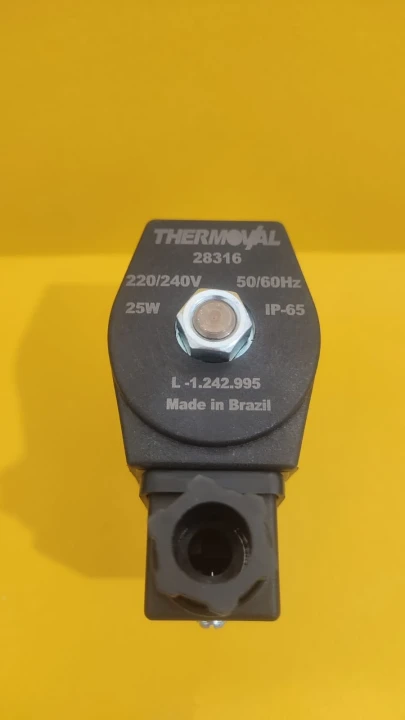 THERMOVAL
28316
220/240V 50/60Hz
25W IP-65
L -1.242.995
Made in Brazil